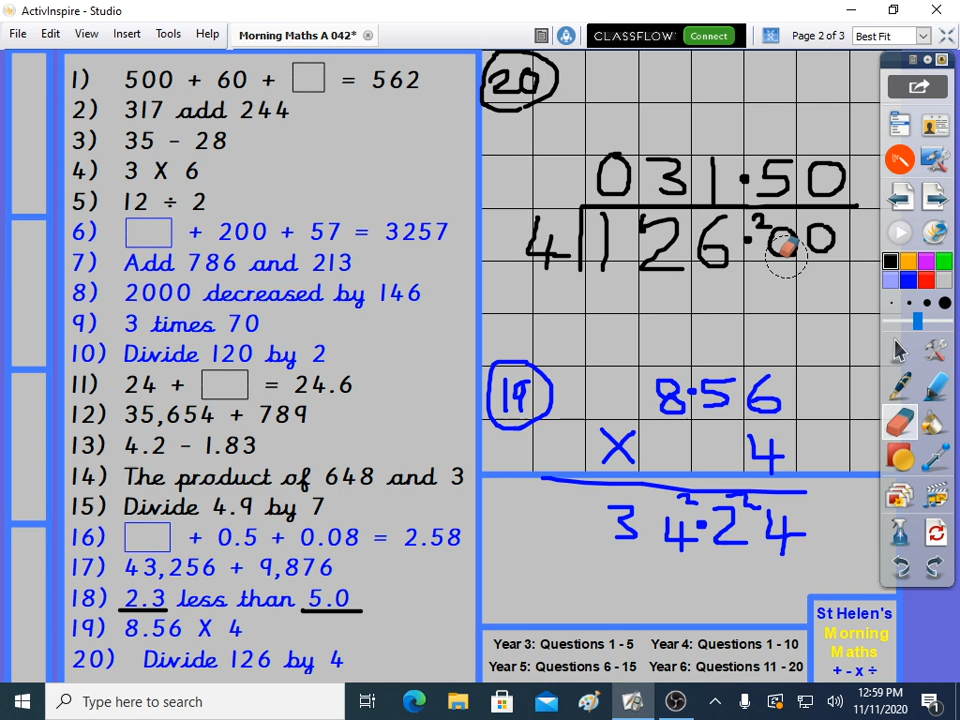 ActivInspire - Studio
File Edit View Insert Tools Help Morning Maths A 042* CLASSFLOW Connect Page 2 of 3 Best Fit
1) 500 + 60 + □ = 562
2) 317 add 244
3) 35 - 28
4) 3 X 6
5) 12 ÷ 2
6) □ + 200 + 57 = 3257
7) Add 786 and 213
8) 2000 decreased by 146
9) 3 times 70
10) Divide 120 by 2
11) 24 + □ = 24.6
12) 35,654 + 789
13) 4.2 - 1.83
14) The product of 648 and 3
15) Divide 4.9 by 7
16) □ + 0.5 + 0.08 = 2.58
17) 43,256 + 9,876
18) 2.3 less than 5.0
19) 8.56 X 4
20) Divide 126 by 4
20
031.50
4 126.²00
19
8.56
X 4
34².2²4
Year 3: Questions 1 - 5 Year 4: Questions 1 - 10
Year 5: Questions 6 - 15 Year 6: Questions 11 - 20
St Helen's
Morning
Maths
+ - x ÷
Type here to search
12:59 PM
11/11/2020
1